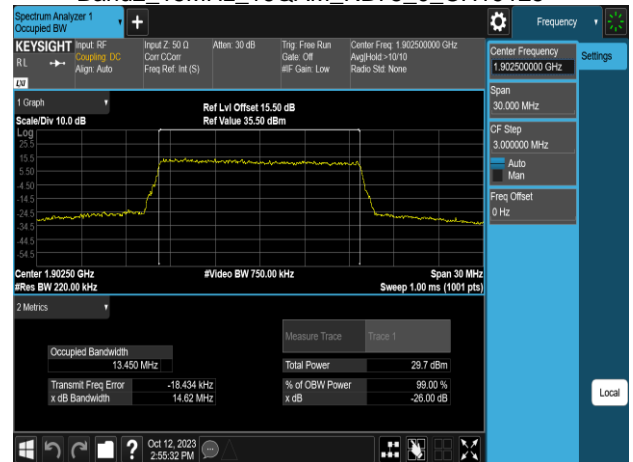 Spectrum Analyzer 1
Occupied BW
Frequency
KEYSIGHT
RL
Input: RF
Coupling: DC
Align: Auto
Input Z: 50 Ω
Corr CCorr
Freq Ref: Int (S)
Atten: 30 dB
Trig: Free Run
Gate: Off
#IF Gain: Low
Center Freq: 1.902500000 GHz
Avg|Hold:>10/10
Radio Std: None
LXI
Center Frequency
1.902500000 GHz
Settings
Span
30.000 MHz
CF Step
3.000000 MHz
Auto
Man
Freq Offset
0 Hz
1 Graph
Scale/Div 10.0 dB
Ref Lvl Offset 15.50 dB
Ref Value 35.50 dBm
Log
25.5
15.5
5.50
-4.50
-14.5
-24.5
-34.5
-44.5
-54.5
Center 1.90250 GHz
#Res BW 220.00 kHz
#Video BW 750.00 kHz
Span 30 MHz
Sweep 1.00 ms (1001 pts)
2 Metrics
Measure Trace
Trace 1
Occupied Bandwidth
13.450 MHz
Total Power
29.7 dBm
Transmit Freq Error
-18.434 kHz
% of OBW Power
99.00 %
x dB Bandwidth
14.62 MHz
x dB
-26.00 dB
Local
Oct 12, 2023
2:55:32 PM